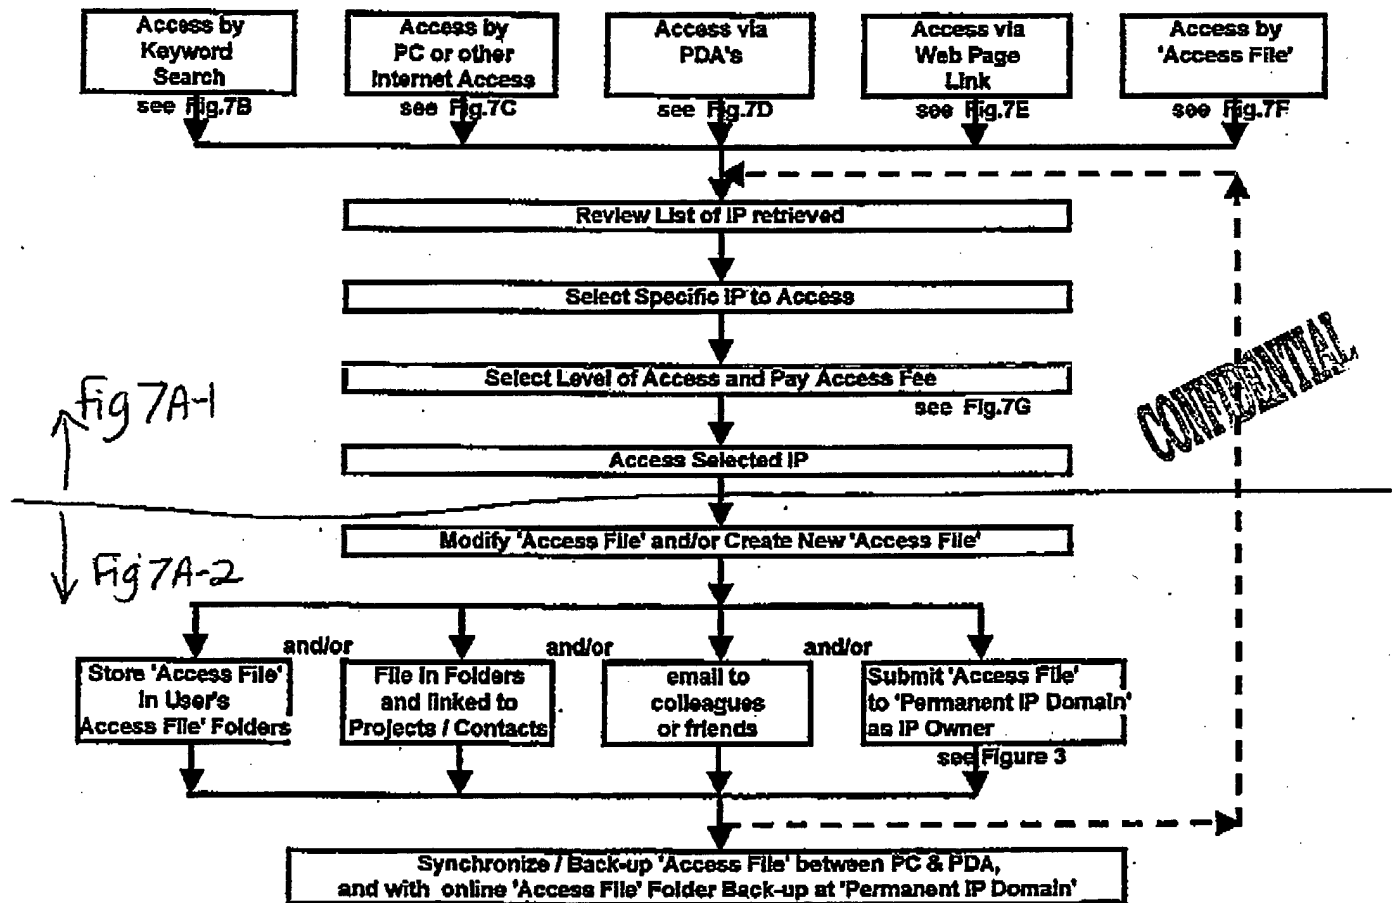 Access by
Keyword
Search
see Fig.7B
Access by
PC or other
Internet Access
see Fig.7C
Access via
PDA's
see Fig.7D
Access via
Web Page
Link
see Fig.7E
Access by
'Access File'
see Fig.7F
Review List of IP retrieved
Select Specific IP to Access
Select Level of Access and Pay Access Fee
see Fig.7G
CONFIDENTIAL
Fig 7A-1
Access Selected IP
Modify 'Access File' and/or Create New 'Access File'
Fig 7A-2
and/or
and/or
and/or
Store 'Access File'
in User's
Access File' Folders
File in Folders
and linked to
Projects / Contacts
email to
colleagues
or friends
Submit 'Access File'
to 'Permanent IP Domain'
as IP Owner
see Figure 3
Synchronize / Back-up 'Access File' between PC & PDA,
and with online 'Access File' Folder Back-up at 'Permanent IP Domain'